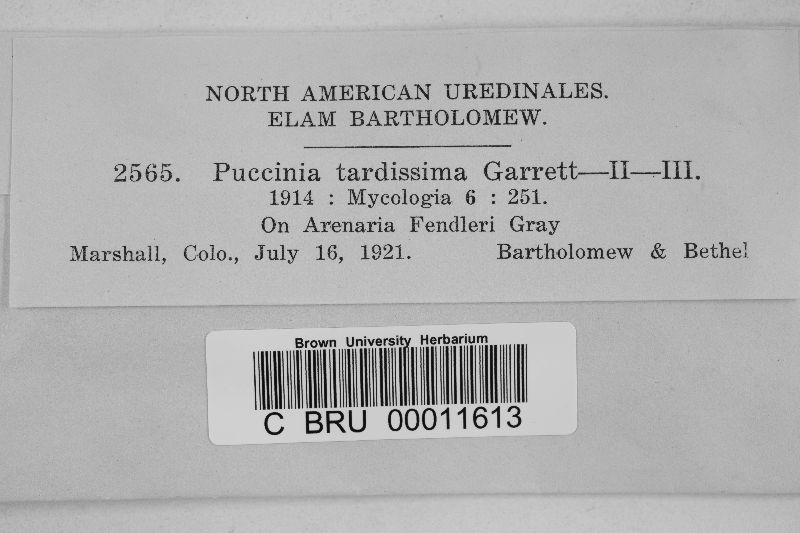 NORTH AMERICAN UREDINALES.
ELAM BARTHOLOMEW.
2565. Puccinia tardissima Garrett—II—III.
1914 : Mycologia 6 : 251.
On Arenaria Fendleri Gray
Marshall, Colo., July 16, 1921. Bartholomew & Bethel
Brown University Herbarium
C BRU 00011613